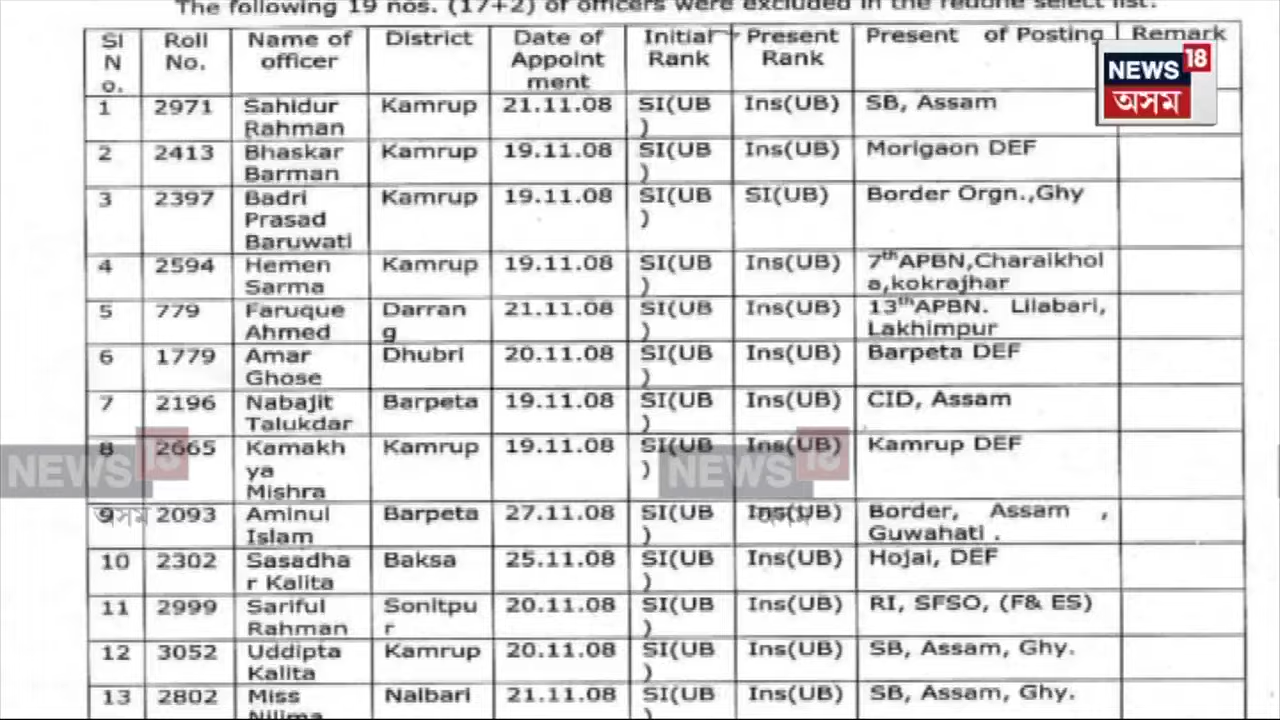 The following 19 nos. (17+2) of officers were excluded in the redone select list.
Sl No. Roll No. Name of officer District Date of Appointment Initial Rank Present Rank Present of Posting Remark
1 2971 Sahidur Rahman Kamrup 21.11.08 SI(UB) Ins(UB) SB, Assam
2 2413 Bhaskar Barman Kamrup 19.11.08 SI(UB) Ins(UB) Morigaon DEF
3 2397 Badri Prasad Baruwati Kamrup 19.11.08 SI(UB) SI(UB) Border Orgn.,Ghy
4 2594 Hemen Sarma Kamrup 19.11.08 SI(UB) Ins(UB) 7thAPBN,Charaikhola,kokrajhar
5 779 Faruque Ahmed Darrang 21.11.08 SI(UB) Ins(UB) 13thAPBN. Lilabari, Lakhimpur
6 1779 Amar Ghose Dhubri 20.11.08 SI(UB) Ins(UB) Barpeta DEF
7 2196 Nabajit Talukdar Barpeta 19.11.08 SI(UB) Ins(UB) CID, Assam
8 2665 Kamakhya Mishra Kamrup 19.11.08 SI(UB) Ins(UB) Kamrup DEF
9 2093 Aminul Islam Barpeta 27.11.08 SI(UB) Ins(UB) Border, Assam , Guwahati .
10 2302 Sasadhar Kalita Baksa 25.11.08 SI(UB) Ins(UB) Hojai, DEF
11 2999 Sariful Rahman Sonitpur 20.11.08 SI(UB) Ins(UB) RI, SFSO, (F& ES)
12 3052 Uddipta Kalita Kamrup 20.11.08 SI(UB) Ins(UB) SB, Assam, Ghy.
13 2802 Miss Nilima Nalbari 21.11.08 SI(UB) Ins(UB) SB, Assam, Ghy.
NEWS 18
অসম
NEWS 18
অসম
NEWS 18
অসম